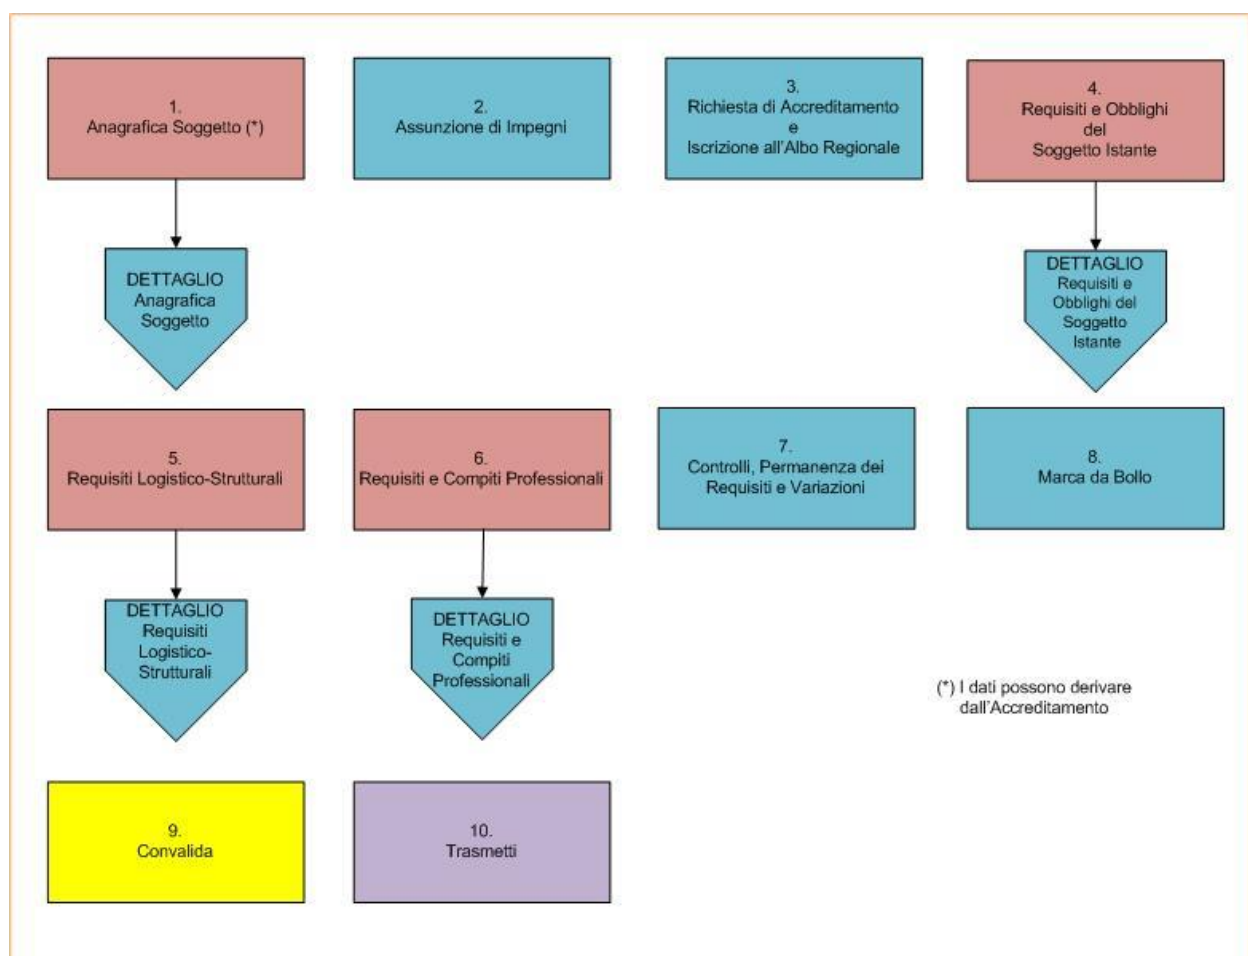 1.
Anagrafica Soggetto (*)
2.
Assunzione di Impegni
3.
Richiesta di Accreditamento
e
Iscrizione all'Albo Regionale
4.
Requisiti e Obblighi
del
Soggetto Istante
DETTAGLIO
Anagrafica
Soggetto
DETTAGLIO
Requisiti e
Obblighi del
Soggetto
Istante
5.
Requisiti Logistico-Strutturali
6.
Requisiti e Compiti Professionali
7.
Controlli, Permanenza dei
Requisiti e Variazioni
8.
Marca da Bollo
DETTAGLIO
Requisiti
Logistico-
Strutturali
DETTAGLIO
Requisiti e
Compiti
Professionali
(*) I dati possono derivare
dall'Accreditamento
9.
Convalida
10.
Trasmetti